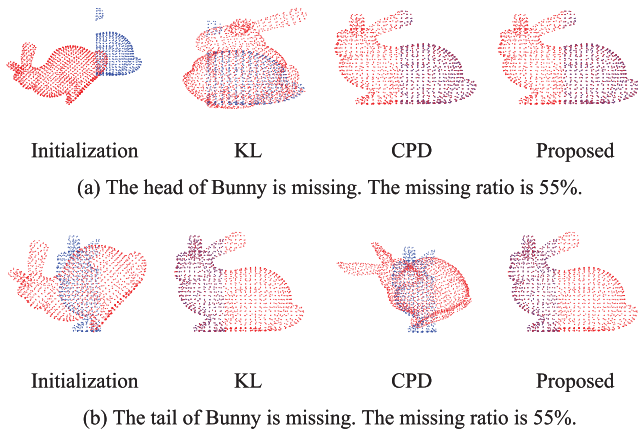 Initialization KL CPD Proposed
(a) The head of Bunny is missing. The missing ratio is 55%.
Initialization KL CPD Proposed
(b) The tail of Bunny is missing. The missing ratio is 55%.